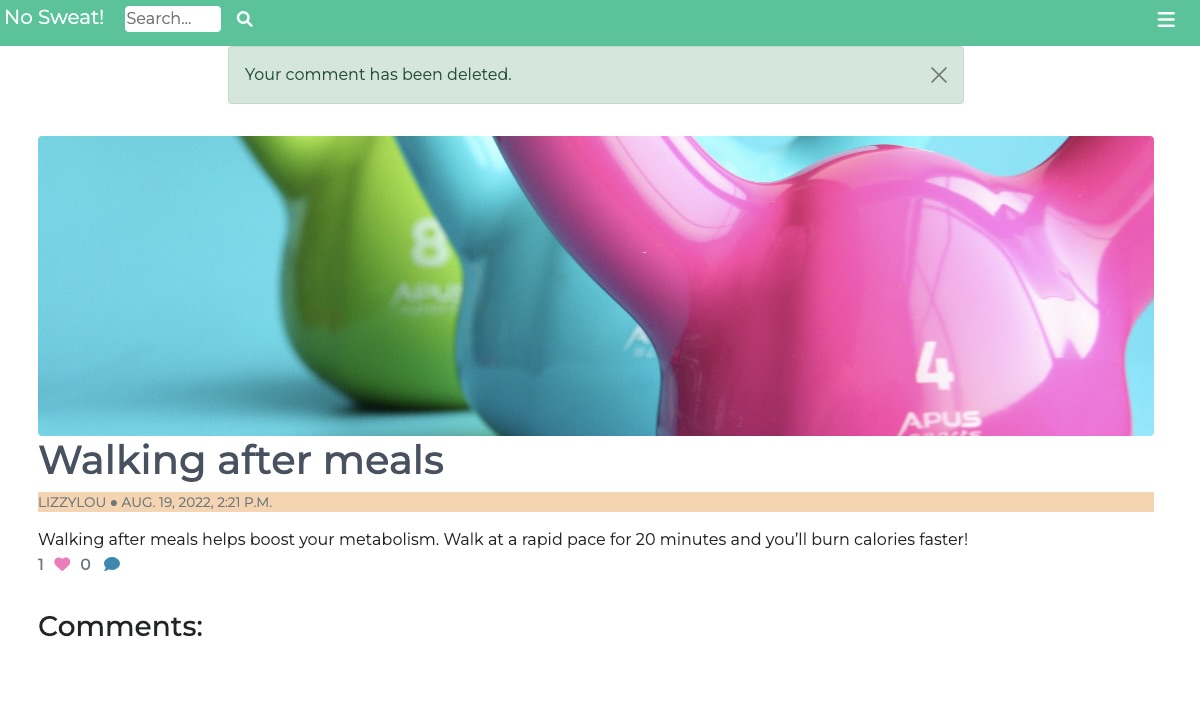 No Sweat!
Search...
Your comment has been deleted.
8
APUS
4
APUS
sports
Walking after meals
LIZZYLOU ● AUG. 19, 2022, 2:21 P.M.
Walking after meals helps boost your metabolism. Walk at a rapid pace for 20 minutes and you’ll burn calories faster!
1 0
Comments: